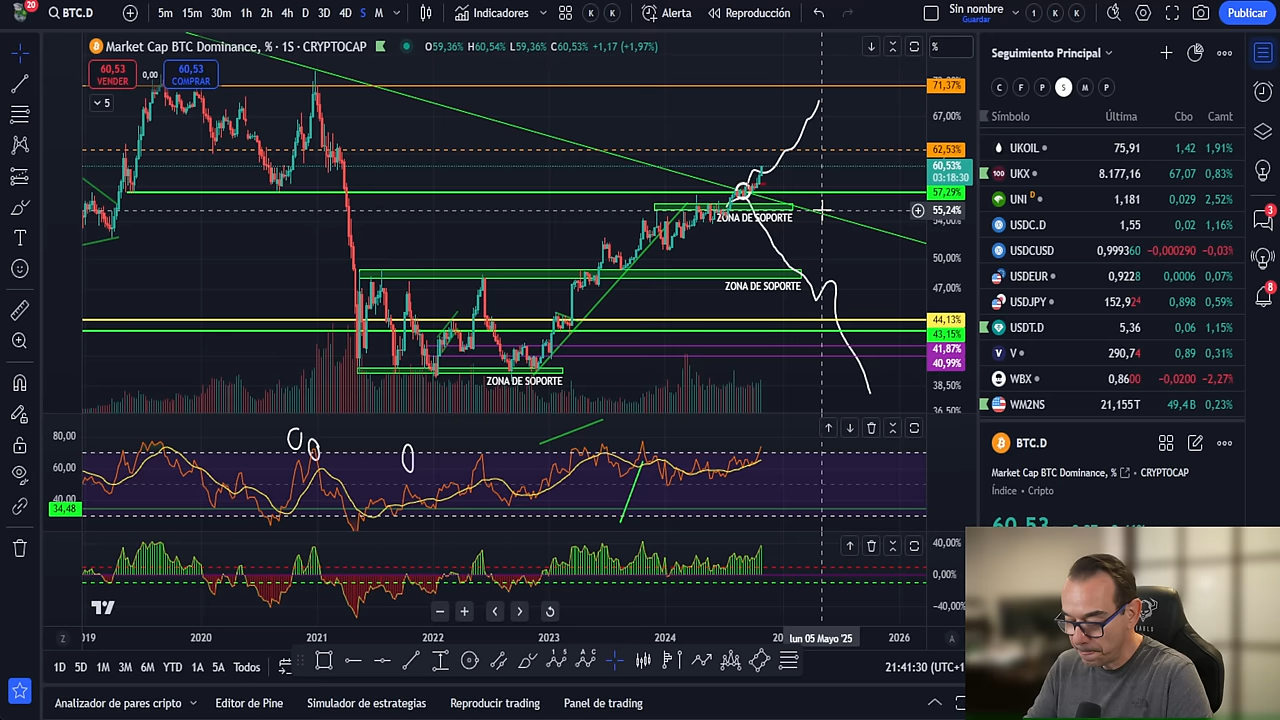 20
BTC.D
5m 15m 30m 1h 2h 4h D 3D 4D S M
Indicadores
K K
Alerta
Reproducción
Sin nombre
Guardar
1 K K
Publicar
Market Cap BTC Dominance, % · 1S · CRYPTOCAP
O59,36% H60,54% L59,36% C60,53% +1,17 (+1,97%)
60,53
VENDER
0,00
60,53
COMPRAR
5
%
71,37%
67,00%
62,53%
60,53%
03:18:30
57,29%
55,24%
50,00%
47,00%
44,13%
43,15%
41,87%
40,99%
38,50%
ZONA DE SOPORTE
ZONA DE SOPORTE
ZONA DE SOPORTE
80,00
60,00
40,00
34,48
40,00%
0,00%
−40,00%
Z
2020 2021 2022 2023 2024
lun 05 Mayo '25
2026
A
1D 5D 1M 3M 6M YTD 1A 5A Todos
21:41:30 (UTC+1
Analizador de pares cripto
Editor de Pine
Simulador de estrategias
Reproducir trading
Panel de trading
Seguimiento Principal
C F P S M P
Símbolo Última Cbo Camt
UKOIL 75,91 1,42 1,91%
UKX 8.177,16 67,07 0,83%
UNI D 1,181 0,029 2,52%
USDC.D 1,55 0,02 1,44%
USDCUSD 0,999360 -0,000290 -0,03%
USDEUR 0,9228 0,0006 0,07%
USDJPY 152,924 0,898 0,59%
USDT.D 5,36 0,06 1,15%
V 290,74 0,89 0,31%
WBX 0,8600 -0,0200 -2,27%
WM2NS 21,155T 49,4B 0,23%
BTC.D
Market Cap BTC Dominance, %
CRYPTOCAP
Índice • Cripto
60,53
3
8